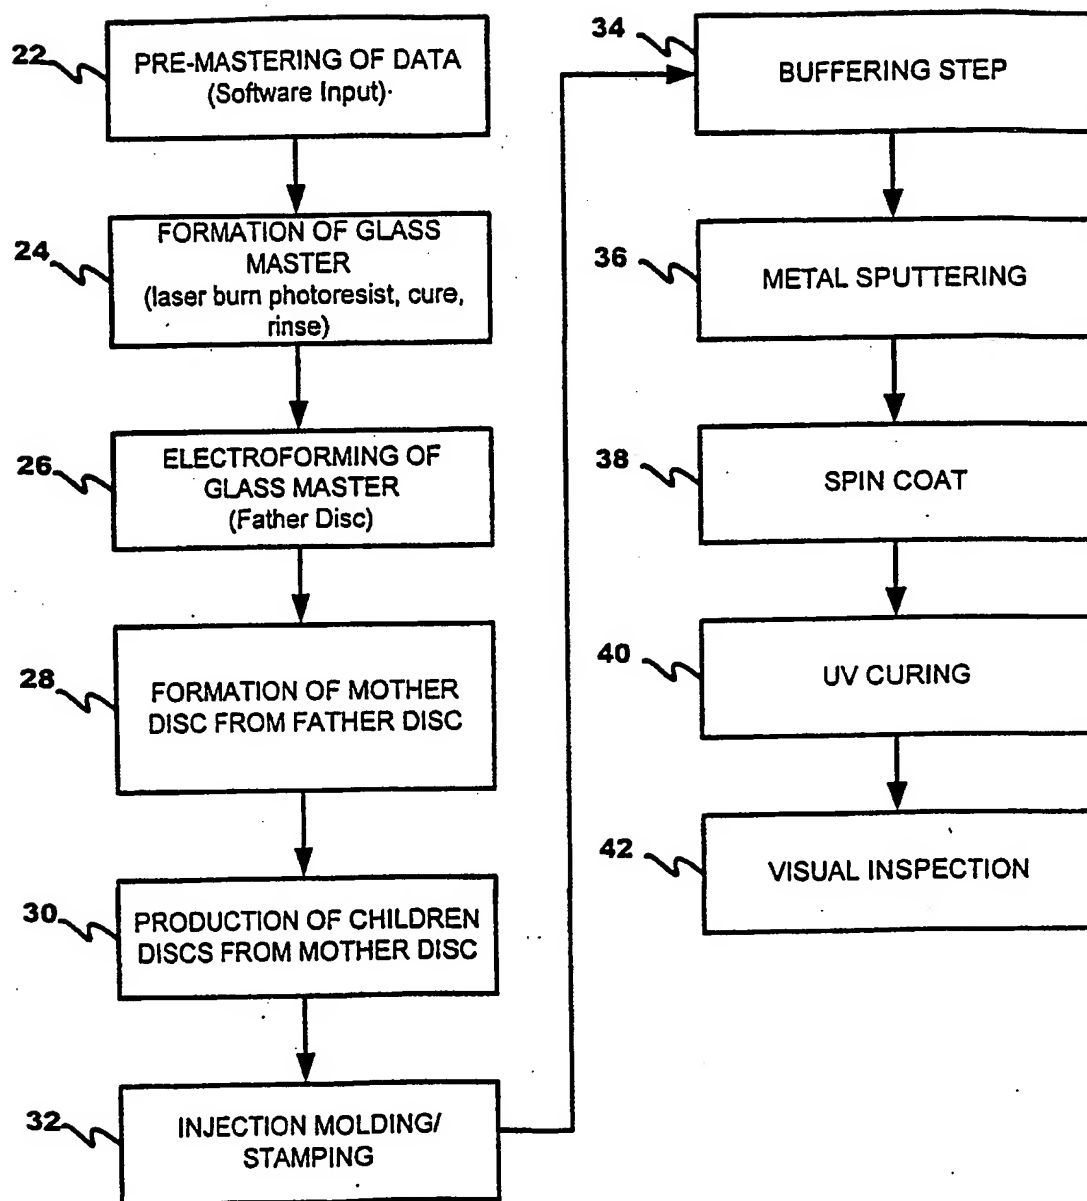 22
PRE-MASTERING OF DATA
(Software Input)
24
FORMATION OF GLASS
MASTER
(laser burn photoresist, cure,
rinse)
26
ELECTROFORMING OF
GLASS MASTER
(Father Disc)
28
FORMATION OF MOTHER
DISC FROM FATHER DISC
30
PRODUCTION OF CHILDREN
DISCS FROM MOTHER DISC
32
INJECTION MOLDING/
STAMPING
34
BUFFERING STEP
36
METAL SPUTTERING
38
SPIN COAT
40
UV CURING
42
VISUAL INSPECTION